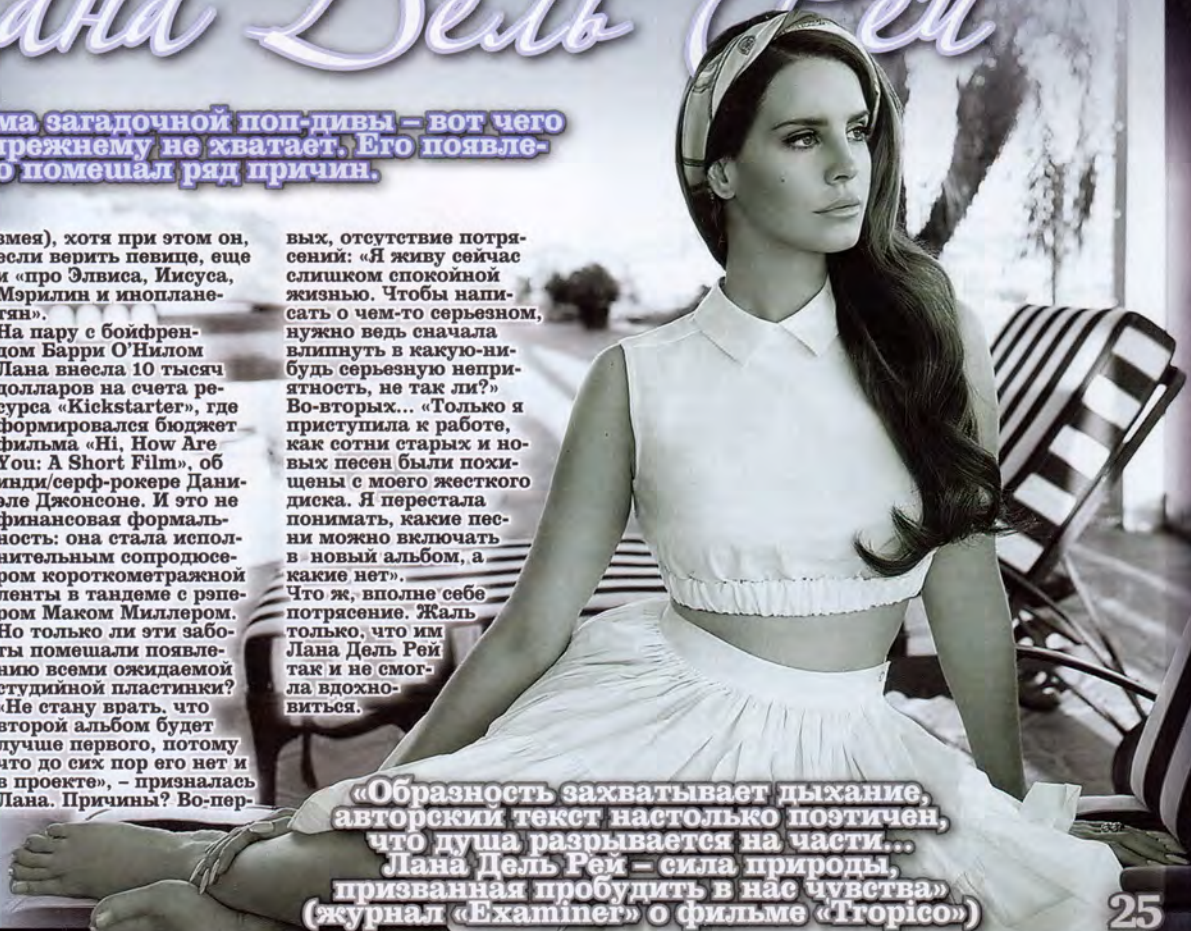 Дель Рей
загадочной поп-дивы – вот чего
прежнему не хватает. Его появле-
помешал ряд причин.
змея), хотя при этом он,
если верить певице, еще
и «про Элвиса, Иисуса,
Мэрилин и иноплане-
тян».
На пару с бойфрен-
дом Барри О'Нилом
Лана внесла 10 тысяч
долларов на счета ре-
сурса «Kickstarter», где
формировался бюджет
фильма «Hi, How Are
You: A Short Film», об
инди/серф-рокере Дани-
эле Джонсоне. И это не
финансовая формаль-
ность: она стала испол-
нительным сопродюсе-
ром короткометражной
ленты в тандеме с рэпе-
ром Маком Миллером.
Но только ли эти забо-
ты помешали появле-
нию всеми ожидаемой
студийной пластинки?
«Не стану врать, что
второй альбом будет
лучше первого, потому
что до сих пор его нет и
в проекте», – призналась
Лана. Причины? Во-пер-
вых, отсутствие потря-
сений: «Я живу сейчас
слишком спокойной
жизнью. Чтобы напи-
сать о чем-то серьезном,
нужно ведь сначала
влипнуть в какую-ни-
будь серьезную непри-
ятность, не так ли?»
Во-вторых... «Только я
приступила к работе,
как сотни старых и но-
вых песен были похи-
щены с моего жесткого
диска. Я перестала
понимать, какие пес-
ни можно включать
в новый альбом, а
какие нет».
Что ж, вполне себе
потрясение. Жаль
только, что им
Лана Дель Рей
так и не смог-
ла вдохно-
виться.
«Образность захватывает дыхание,
авторский текст настолько поэтичен,
что душа разрывается на части...
Лана Дель Рей – сила природы,
призванная пробудить в нас чувства»
(журнал «Examiner» о фильме «Tropico»)
25